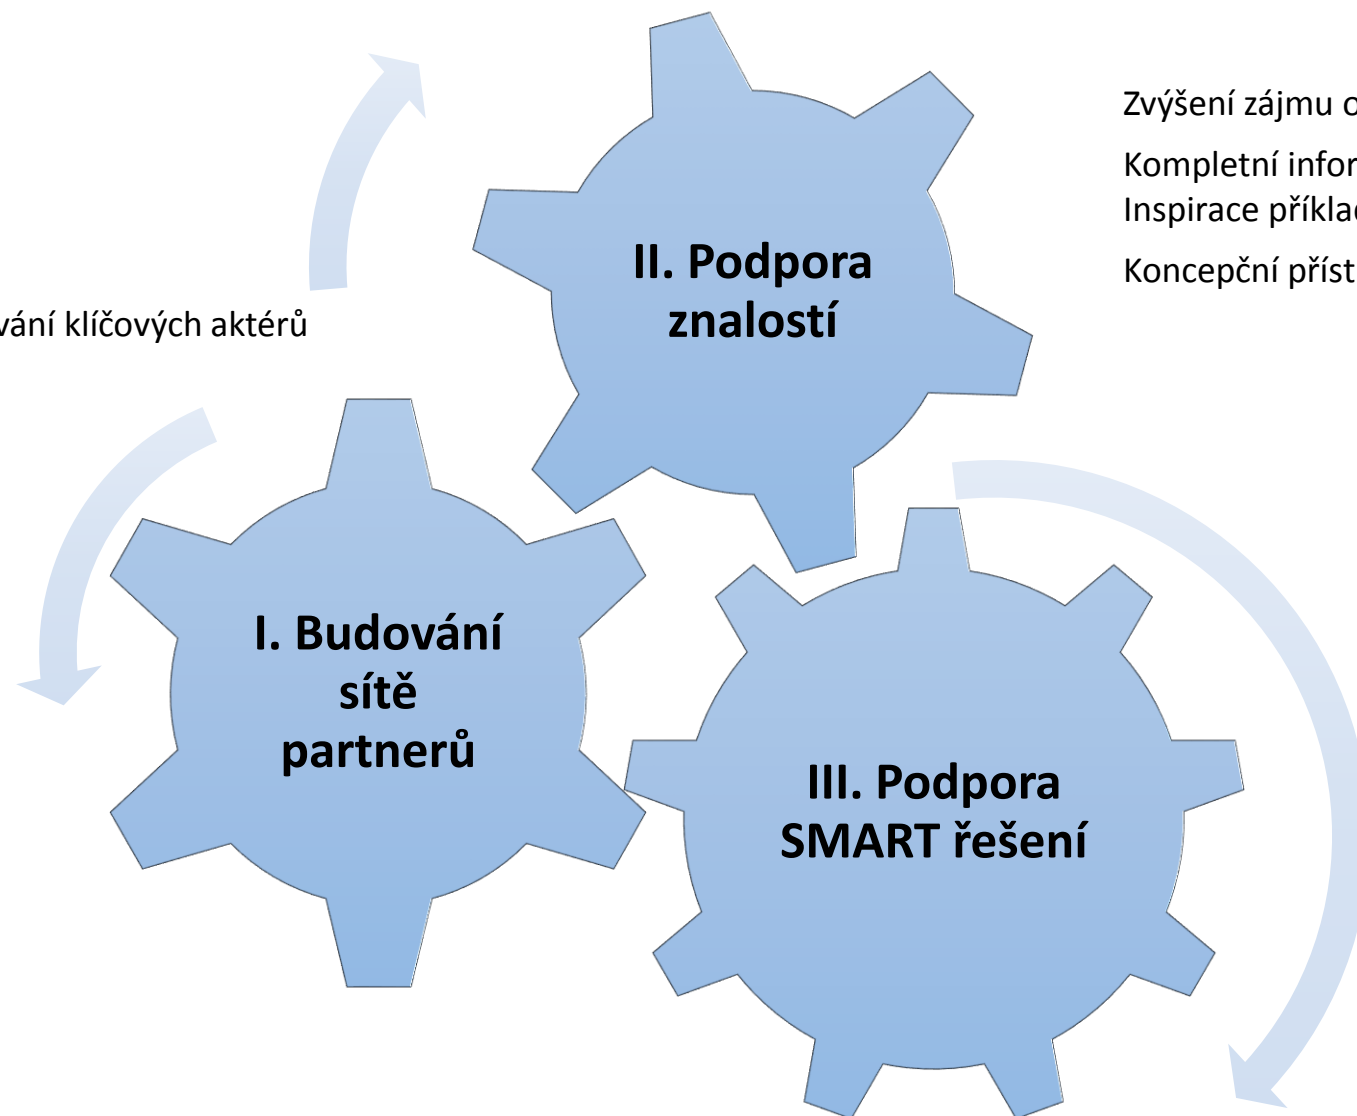 Zvýšení zájmu o
Kompletní infor
Inspirace příkla
Koncepční příst
II. Podpora
znalostí
vání klíčových aktérů
I. Budování
sítě
partnerů
III. Podpora
SMART řešení